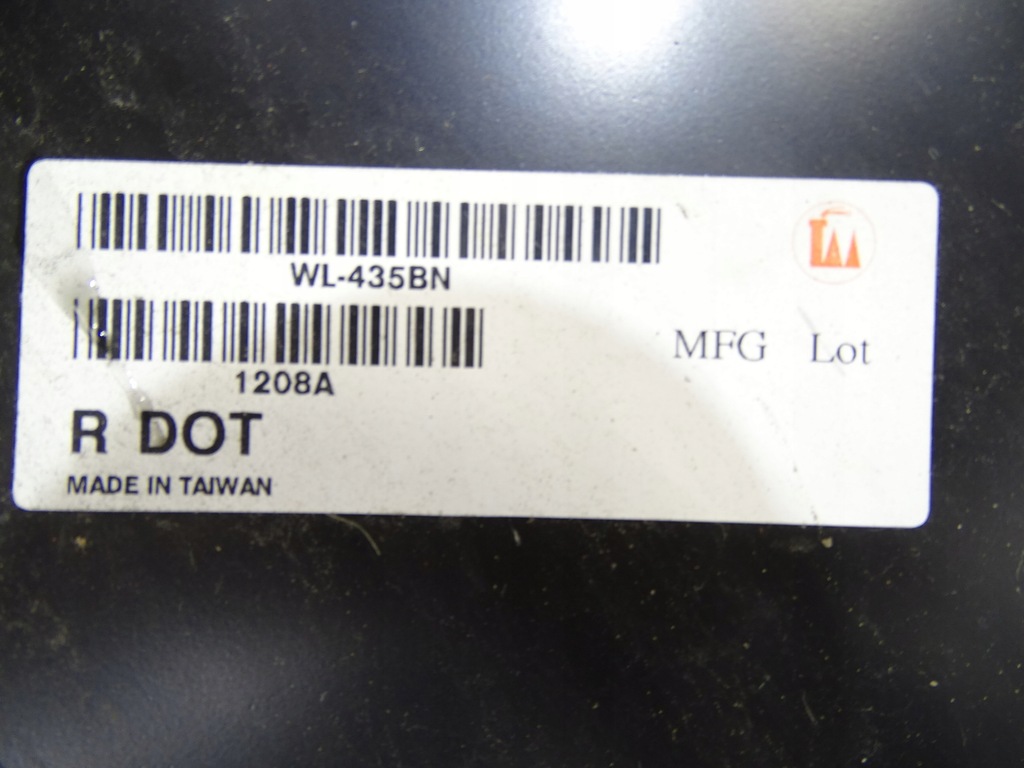 WL-435BN
1208A
MFG Lot
R DOT
MADE IN TAIWAN